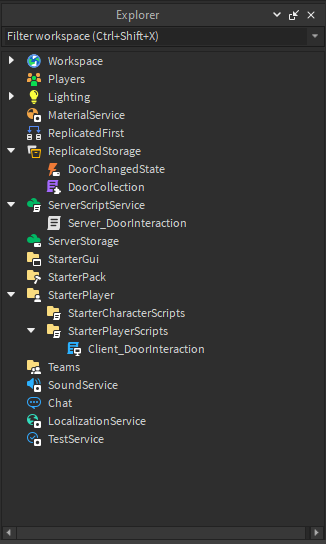 Explorer
Filter workspace (Ctrl+Shift+X)
Workspace
Players
Lighting
MaterialService
ReplicatedFirst
ReplicatedStorage
DoorChangedState
DoorCollection
ServerScriptService
Server_DoorInteraction
ServerStorage
StarterGui
StarterPack
StarterPlayer
StarterCharacterScripts
StarterPlayerScripts
Client_DoorInteraction
Teams
SoundService
Chat
LocalizationService
TestService